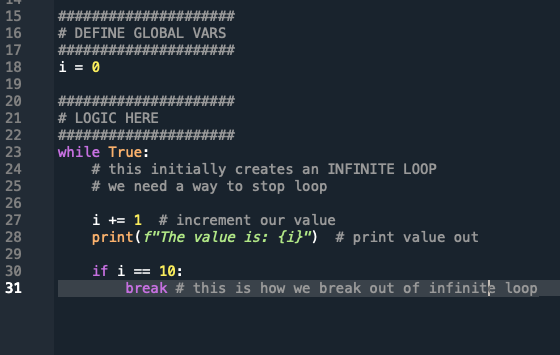 15 #####################
16 # DEFINE GLOBAL VARS
17 #####################
18 i = 0
19
20 #####################
21 # LOGIC HERE
22 #####################
23 while True:
24     # this initially creates an INFINITE LOOP
25     # we need a way to stop loop
26
27     i += 1  # increment our value
28     print(f"The value is: {i}")  # print value out
29
30     if i == 10:
31         break # this is how we break out of infinite loop